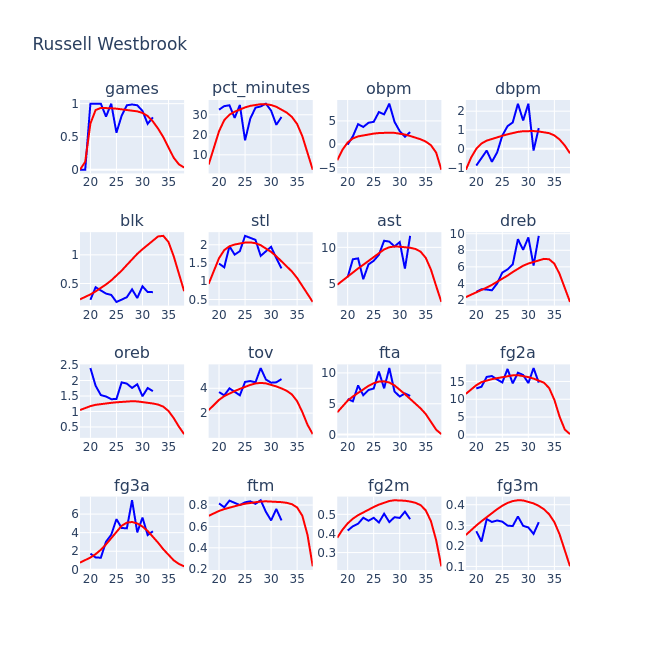 Russell Westbrook
games pct_minutes obpm dbpm
1 0.5 0 20 25 30 35
30 20 10 20 25 30 35
5 0 −5 20 25 30 35
2 1 0 −1 20 25 30 35
blk stl ast dreb
1 0.5 20 25 30 35
2 1.5 1 0.5 20 25 30 35
10 5 20 25 30 35
10 8 6 4 2 20 25 30 35
oreb tov fta fg2a
2.5 2 1.5 1 0.5 20 25 30 35
4 2 20 25 30 35
10 5 0 20 25 30 35
15 10 5 0 20 25 30 35
fg3a ftm fg2m fg3m
6 4 2 0 20 25 30 35
0.8 0.6 0.4 0.2 20 25 30 35
0.5 0.4 0.3 20 25 30 35
0.4 0.3 0.2 0.1 20 25 30 35